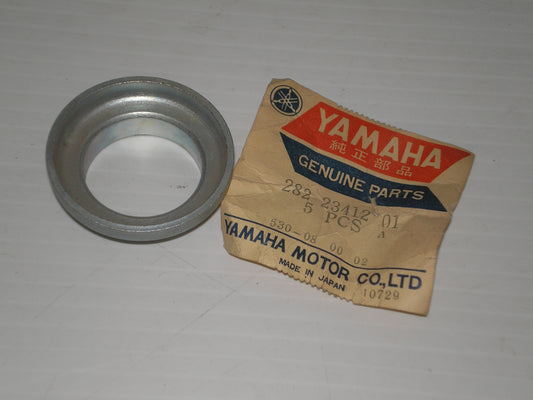 YAMAHA
純正部品
GENUINE PARTS
282 23412 01
5 PCS A
530-08 00 02
YAMAHA MOTOR CO.,LTD
MADE IN JAPAN 10729